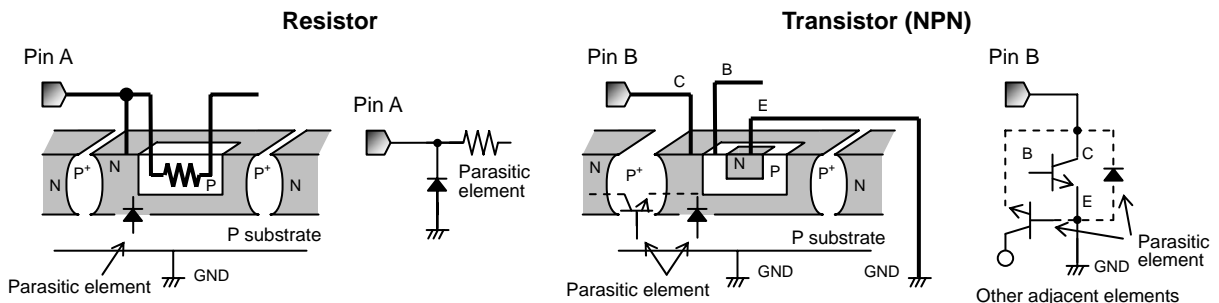 Resistor
Transistor (NPN)
Pin A
Pin A
N
P+
N
P
P+
N
Parasitic element
P substrate
GND
Parasitic element
Pin B
C
B
E
N
P+
N
P
P+
N
P substrate
GND
GND
Parasitic element
Pin B
B
C
E
Parasitic element
GND
Other adjacent elements